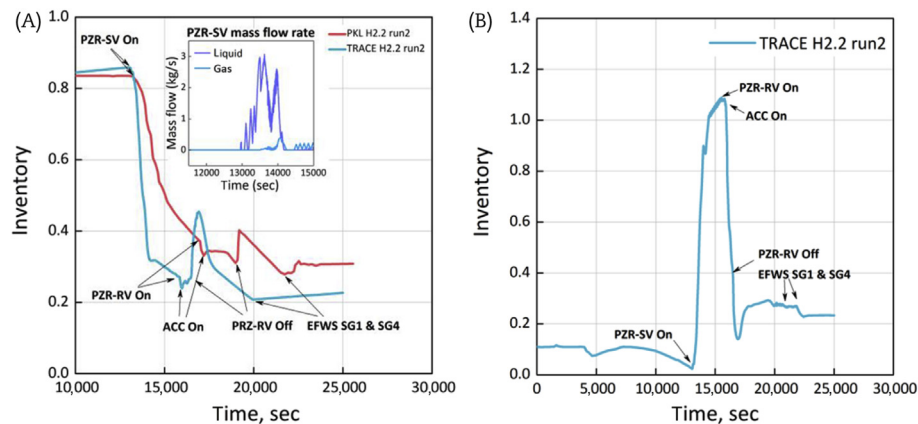 (A)
PKL H2.2 run2
TRACE H2.2 run2
PZR-SV On
PZR-SV mass flow rate
Liquid
Gas
Mass flow (kg/s)
3
2
1
0
12000 13000 14000 15000
Time (sec)
PZR-RV On
ACC On
PRZ-RV Off
EFWS SG1 & SG4
Inventory
1.0
0.8
0.6
0.4
0.2
0.0
10,000 15,000 20,000 25,000 30,000
Time, sec
(B)
TRACE H2.2 run2
PZR-RV On
ACC On
PZR-RV Off
EFWS SG1 & SG4
PZR-SV On
Inventory
1.4
1.2
1.0
0.8
0.6
0.4
0.2
0.0
0 5,000 10,000 15,000 20,000 25,000 30,000
Time, sec